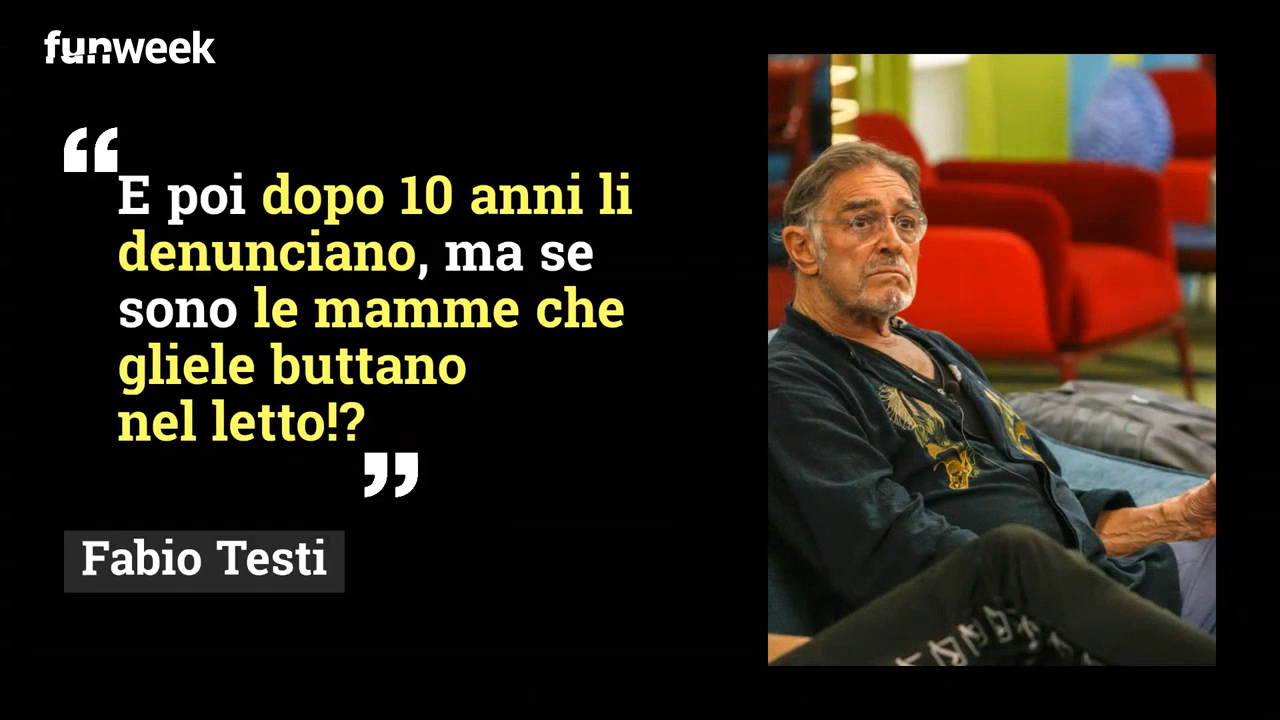 funweek
“
E poi dopo 10 anni li
denunciano, ma se
sono le mamme che
gliele buttano
nel letto!?
”
Fabio Testi